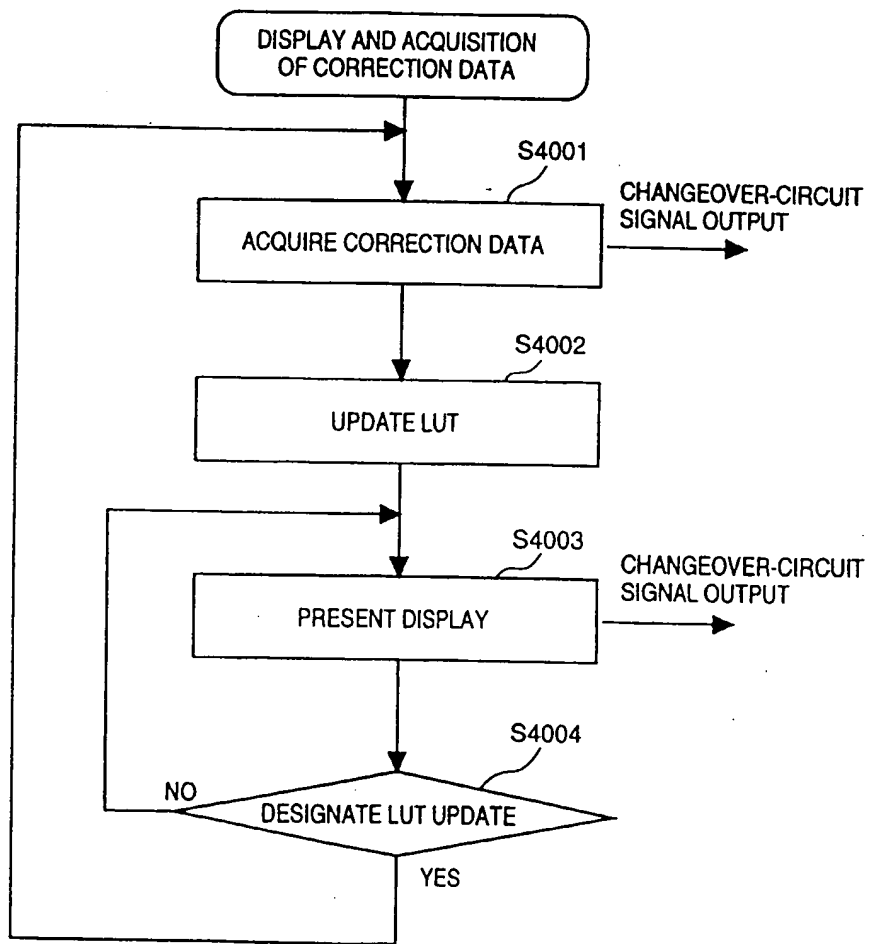 DISPLAY AND ACQUISITION
OF CORRECTION DATA
S4001
CHANGEOVER-CIRCUIT
SIGNAL OUTPUT
ACQUIRE CORRECTION DATA
S4002
UPDATE LUT
S4003
CHANGEOVER-CIRCUIT
SIGNAL OUTPUT
PRESENT DISPLAY
S4004
NO
DESIGNATE LUT UPDATE
YES